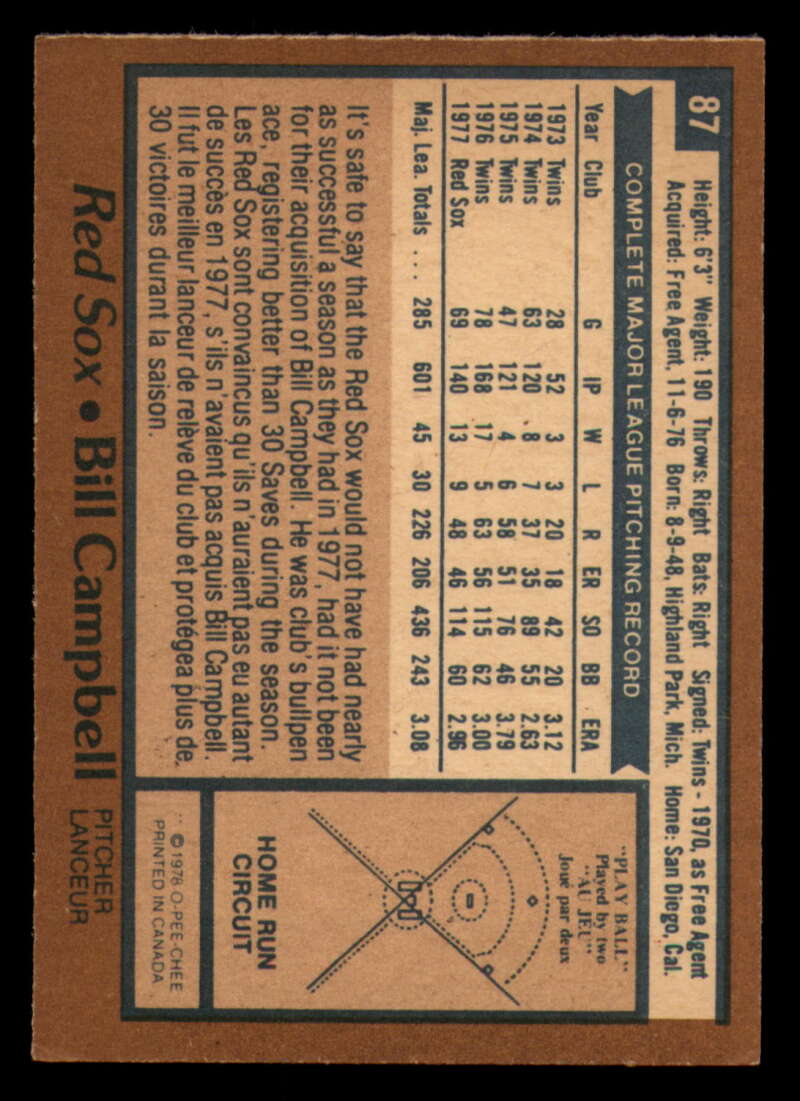 87
Height: 6'3" Weight: 190 Throws: Right Bats: Right Signed: Twins - 1970, as Free Agent
Acquired: Free Agent, 11-6-76 Born: 8-9-48, Highland Park, Mich. Home: San Diogo, Cal.
COMPLETE MAJOR LEAGUE PITCHING RECORD
Year Club G IP W L R ER SO BB ERA
1973 Twins 28 52 3 3 20 18 42 20 3.12
1974 Twins 63 120 8 7 37 35 89 55 2.63
1975 Twins 47 121 4 6 58 51 76 46 3.79
1976 Twins 78 168 17 5 63 56 115 62 3.00
1977 Red Sox 69 140 13 9 48 46 114 60 2.96
Maj. Lea. Totals .... 285 601 45 30 226 206 436 243 3.08
It's safe to say that the Red Sox would not have had nearly
as successful a season as they had in 1977, had it not been
for their acquisition of Bill Campbell. He was club's bullpen
ace, registering better than 30 Saves during the season.
Les Red Sox sont convaincus qu'ils n'auraient pas eu autant
de succès en 1977, s'ils n'avaient pas acquis Bill Campbell.
Il fut le meilleur lanceur de relève du club et protégea plus de
30 victoires durant la saison.
"PLAY BALL"
Played by two
"AU JEU"
Joué par deux
HOME RUN
CIRCUIT
©1978 O-PEE-CHEE
PRINTED IN CANADA
Red Sox • Bill Campbell
PITCHER
LANCEUR